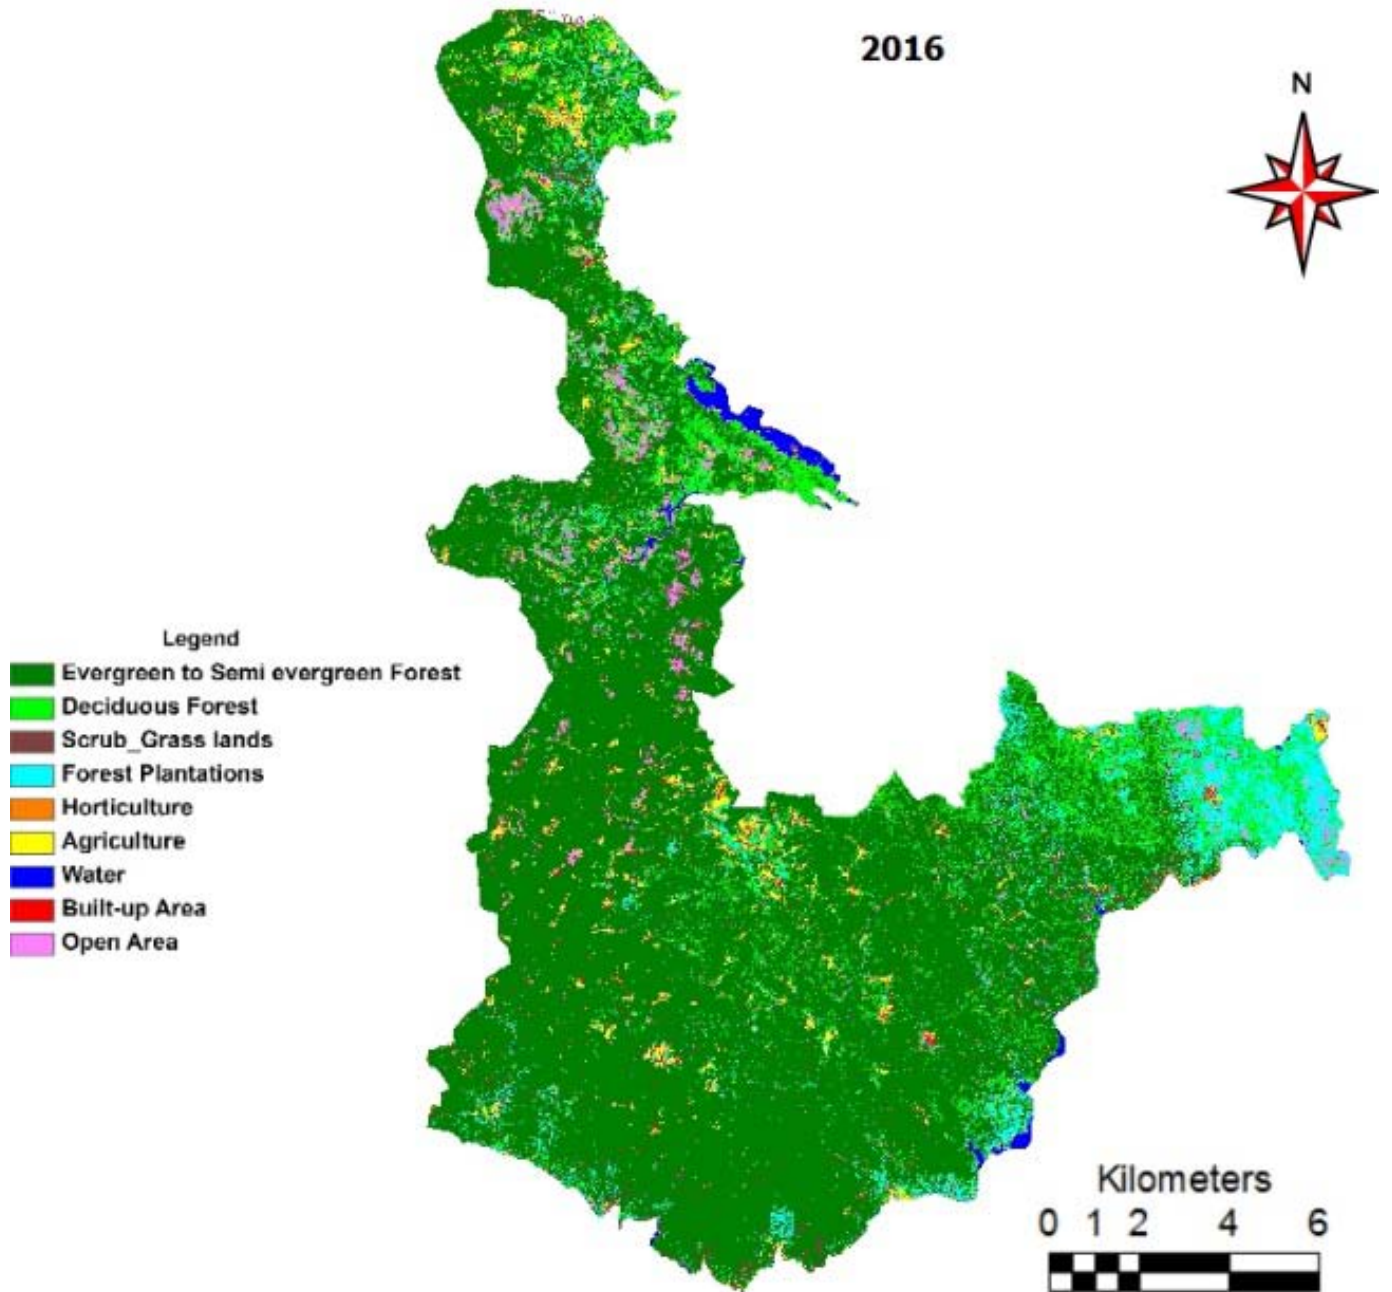 2016
N
Legend
Evergreen to Semi evergreen Forest
Deciduous Forest
Scrub_Grass lands
Forest Plantations
Horticulture
Agriculture
Water
Built-up Area
Open Area
Kilometers
0 1 2 4 6